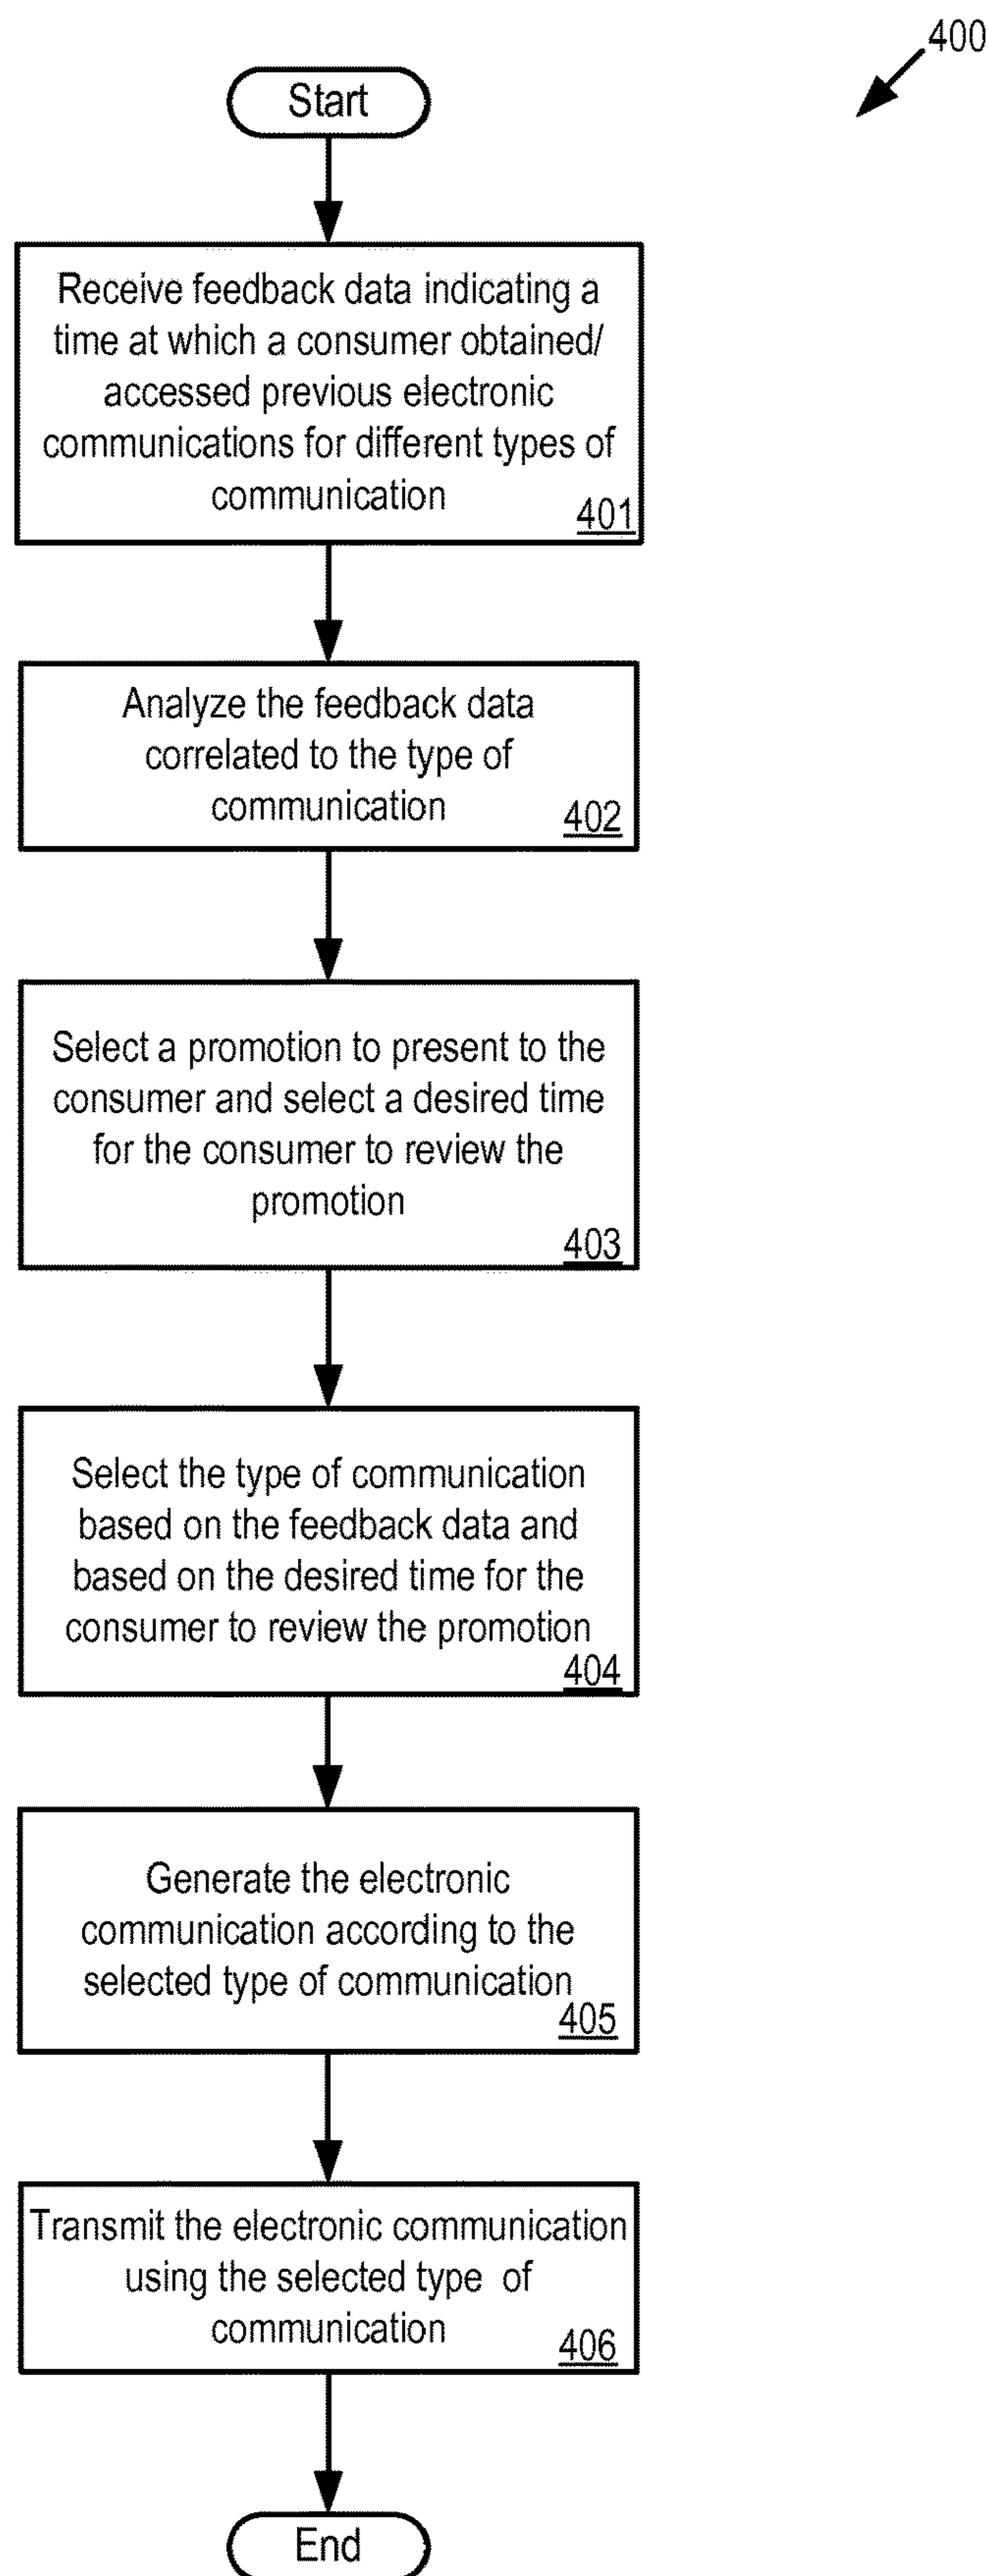 400
Start
Receive feedback data indicating a
time at which a consumer obtained/
accessed previous electronic
communications for different types of
communication
401
Analyze the feedback data
correlated to the type of
communication
402
Select a promotion to present to the
consumer and select a desired time
for the consumer to review the
promotion
403
Select the type of communication
based on the feedback data and
based on the desired time for the
consumer to review the promotion
404
Generate the electronic
communication according to the
selected type of communication
405
Transmit the electronic communication
using the selected type of
communication
406
End